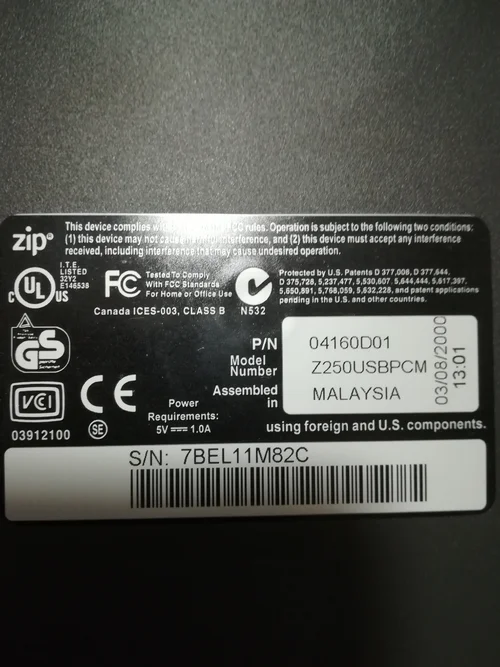 zip®
This device complies with FCC rules. Operation is subject to the following two conditions:
(1) this device may not cause harmful interference, and (2) this device must accept any interference
received, including interference that may cause undesired operation.
c UL US
I.T.E.
LISTED
32Y2
E146538
FC
Tested To Comply
With FCC Standards
For Home or Office Use
N532
Canada ICES-003, CLASS B
Protected by U.S. Patents D 377,006, D 377,644,
D 375,728, 5,237,477, 5,530,607, 5,644,444, 5,617,397,
5,650,891, 5,768,059, 5,632,228, and patent applications
pending in the U.S. and other countries.
GS
VCI
03912100
CE
SE
Power
Requirements:
5V 1.0A
P/N 04160D01
Model
Number Z250USBPCM
Assembled
in MALAYSIA
03/08/2000
13:01
using foreign and U.S. components.
S/N: 7BEL11M82C